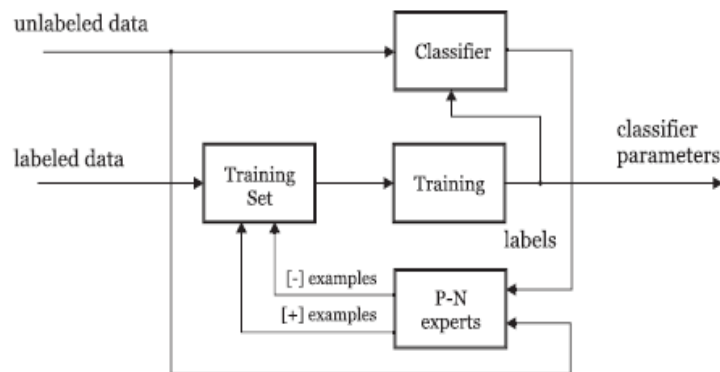 unlabeled data
Classifier
labeled data
Training
Set
Training
classifier
parameters
labels
[-] examples
[+] examples
P-N
experts